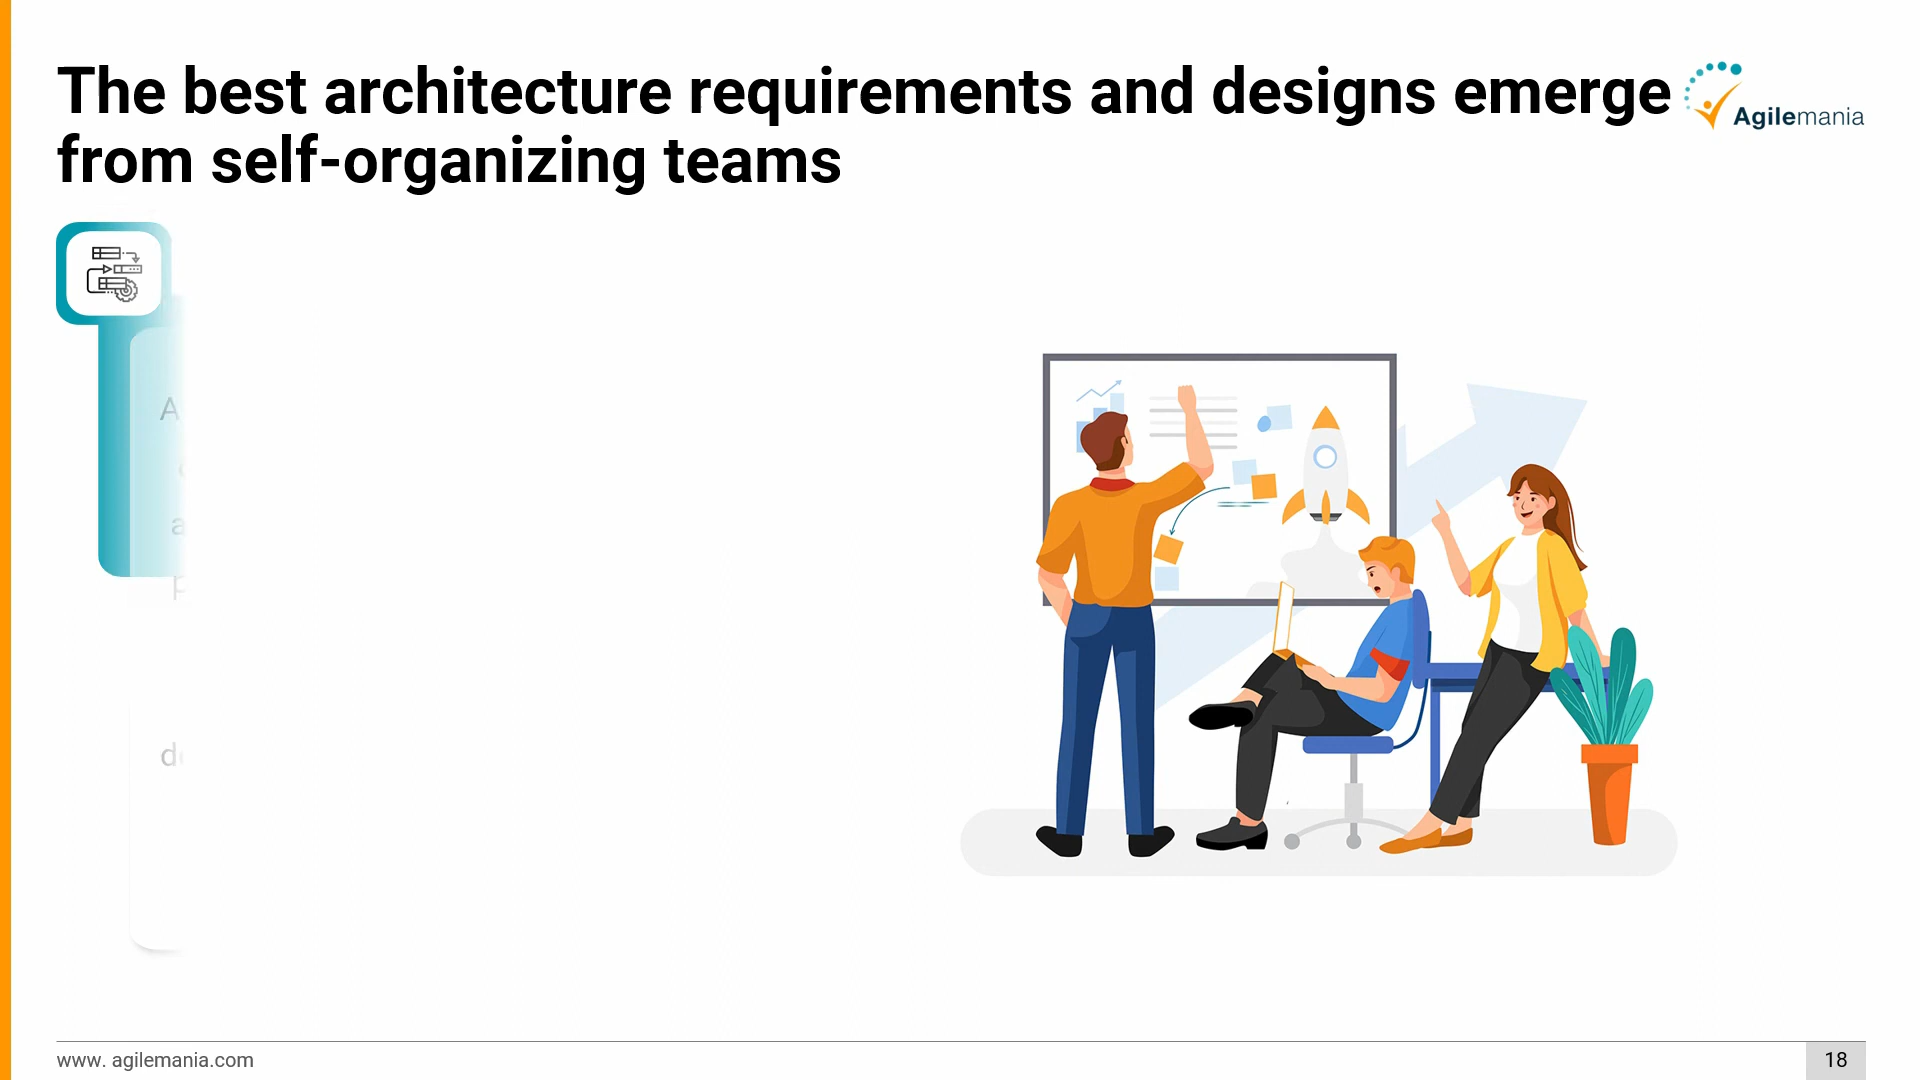 The best architecture requirements and designs emerge
from self-organizing teams
Agilemania
www. agilemania.com
18